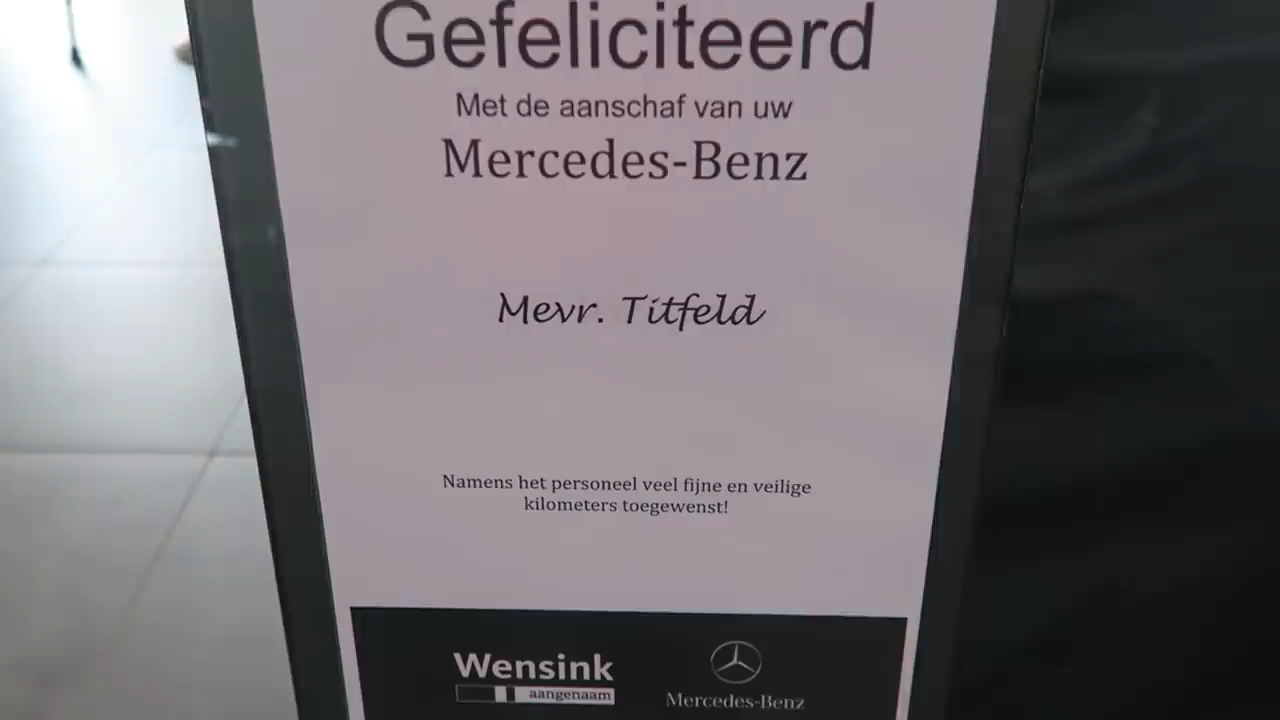 Gefeliciteerd
Met de aanschaf van uw
Mercedes-Benz
Mevr. Titfeld
Namens het personeel veel fijne en veilige
kilometers toegewenst!
Wensink
aangenaam
Mercedes-Benz